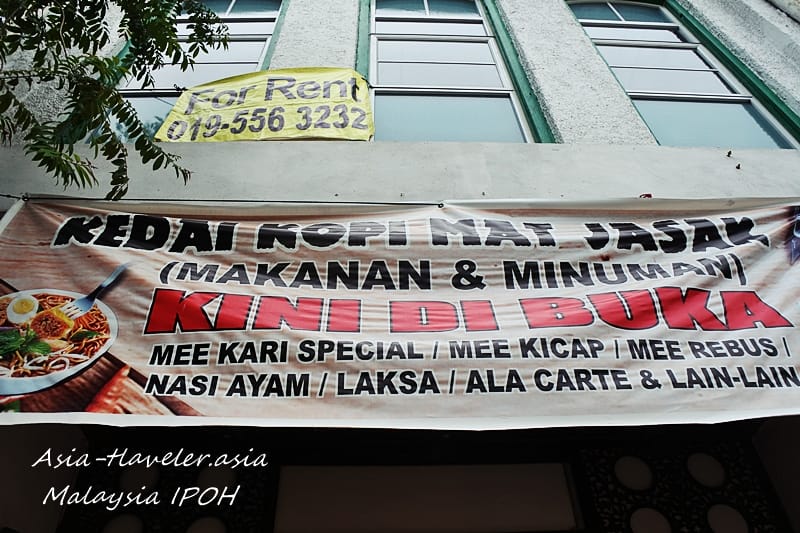 For Rent
019-556 3232
KEDAI KOPI MAT JASAK
(MAKANAN & MINUMAN)
KINI DI BUKA
MEE KARI SPECIAL / MEE KICAP / MEE REBUS /
NASI AYAM / LAKSA / ALA CARTE & LAIN-LAIN
Asia-traveler.asia
Malaysia IPOH